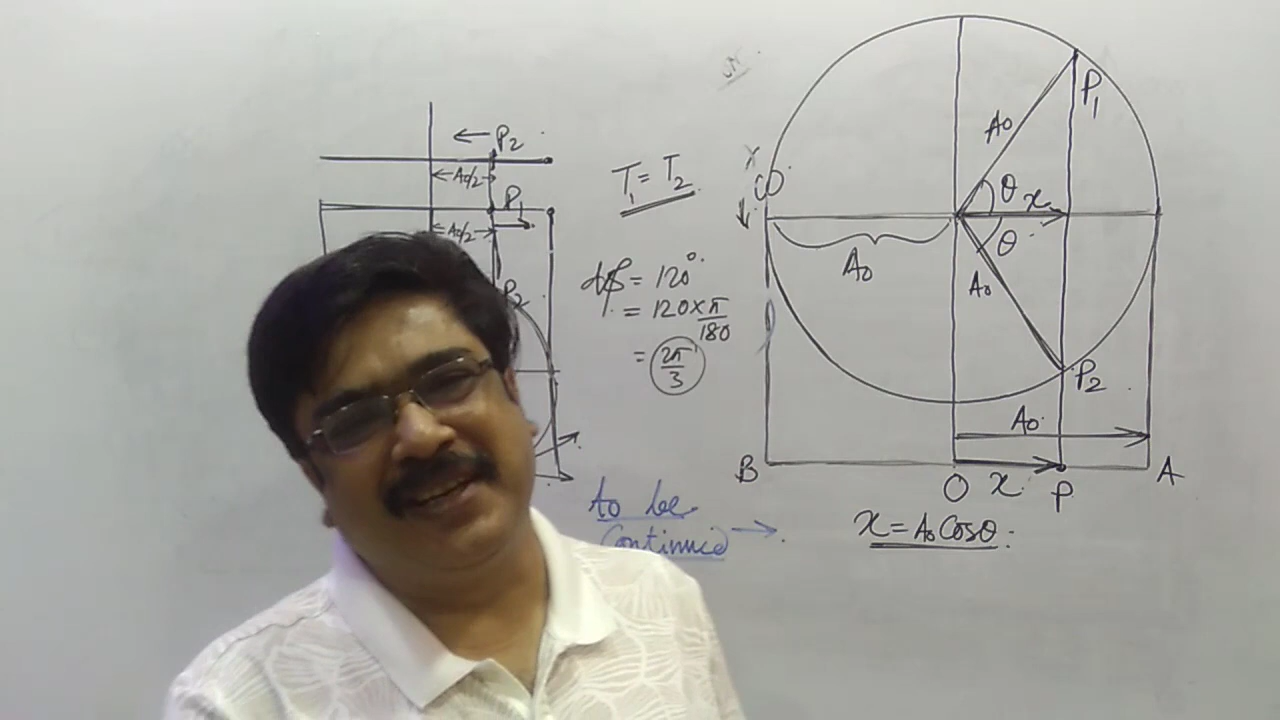 P₂
A₀/2
P₁
A₀/2
P₂
T₁ = T₂
dϕ = 120°
= 120 × π/180
= 2π/3
to be
Continued
A₀
P₁
θ
x
ω
θ
A₀
A₀
P₂
A₀
B
O
x
P
A
x = A₀ Cosθ